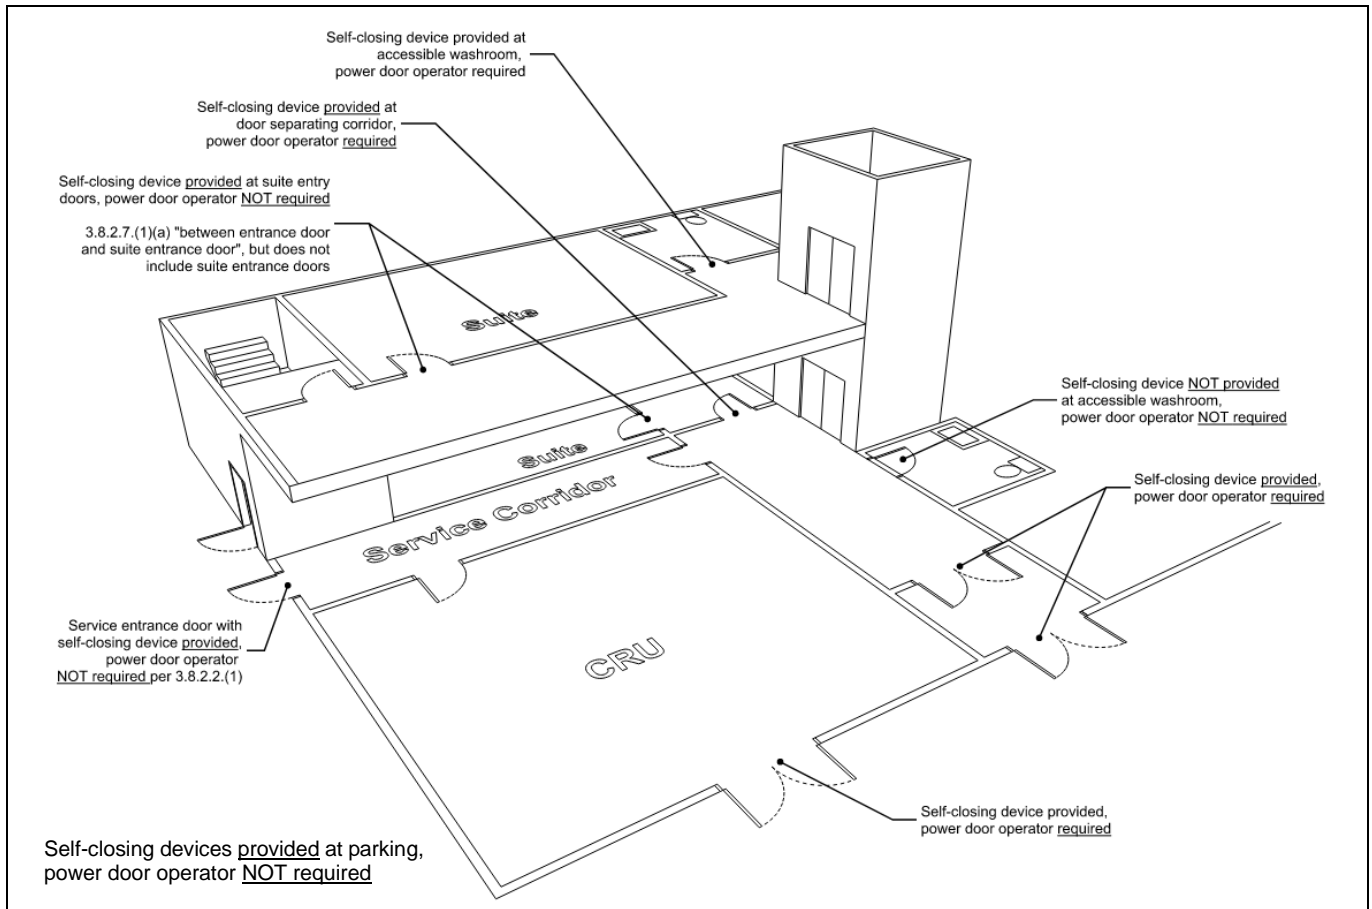 Self-closing device provided at
accessible washroom,
power door operator required
Self-closing device provided at
door separating corridor,
power door operator required
Self-closing device provided at suite entry
doors, power door operator NOT required
3.8.2.7.(1)(a) "between entrance door
and suite entrance door", but does not
include suite entrance doors
Suite
Self-closing device NOT provided
at accessible washroom,
power door operator NOT required
Suite
Service Corridor
Self-closing device provided,
power door operator required
Service entrance door with
self-closing device provided,
power door operator
NOT required per 3.8.2.2.(1)
CRU
Self-closing device provided,
power door operator required
Self-closing devices provided at parking,
power door operator NOT required